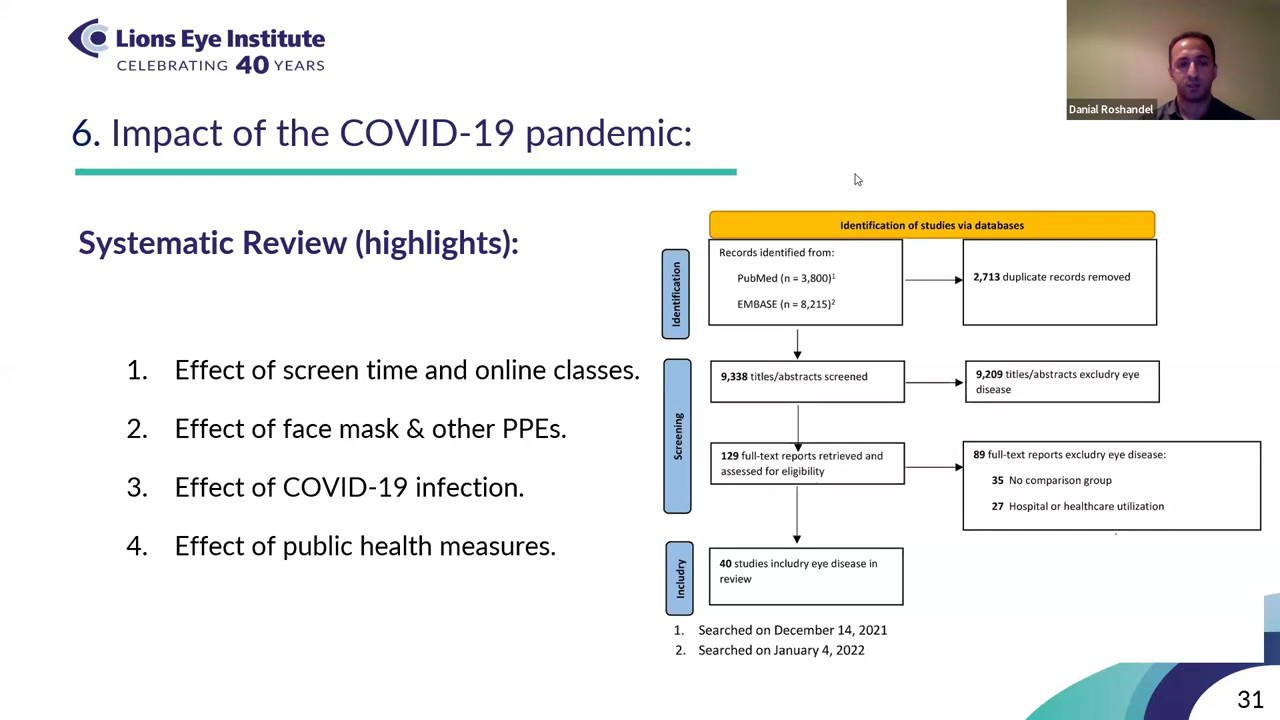 Lions Eye Institute
CELEBRATING 40 YEARS
Danial Roshandel
6. Impact of the COVID-19 pandemic:
Systematic Review (highlights):
1. Effect of screen time and online classes.
2. Effect of face mask & other PPEs.
3. Effect of COVID-19 infection.
4. Effect of public health measures.
Identification of studies via databases
Identification
Records identified from:
PubMed (n = 3,800)1
EMBASE (n = 8,215)2
2,713 duplicate records removed
Screening
9,338 titles/abstracts screened
9,209 titles/abstracts excludry eye
disease
129 full-text reports retrieved and
assessed for eligibility
89 full-text reports excludry eye disease:
35 No comparison group
27 Hospital or healthcare utilization
Includry
40 studies includry eye disease in
review
1. Searched on December 14, 2021
2. Searched on January 4, 2022
31